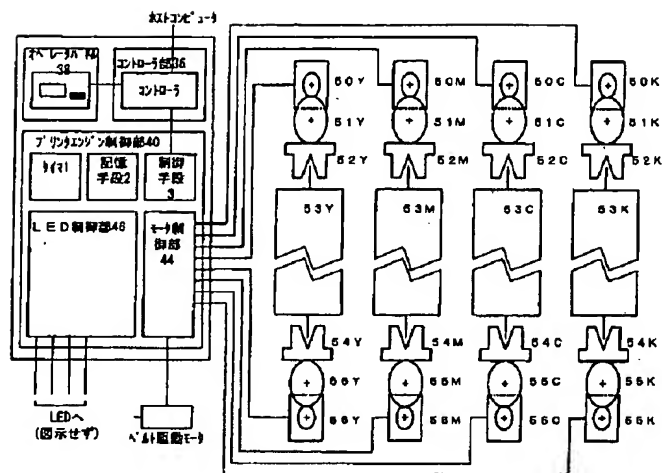 ホストコンピュータ
オペレータパネル
38
コントローラ部36
コントローラ
プリンタエンジン制御部40
タイマ1
記憶
手段2
制御
手段
3
LED制御部46
モータ制
御部
44
LEDへ
(図示せず)
ベルト駆動モータ
50Y 50M 50C 50K
51Y 51M 51C 51K
52Y 52M 52C 52K
53Y 53M 53C 53K
54Y 54M 54C 54K
55Y 55M 55C 55K
56Y 56M 56C 56K